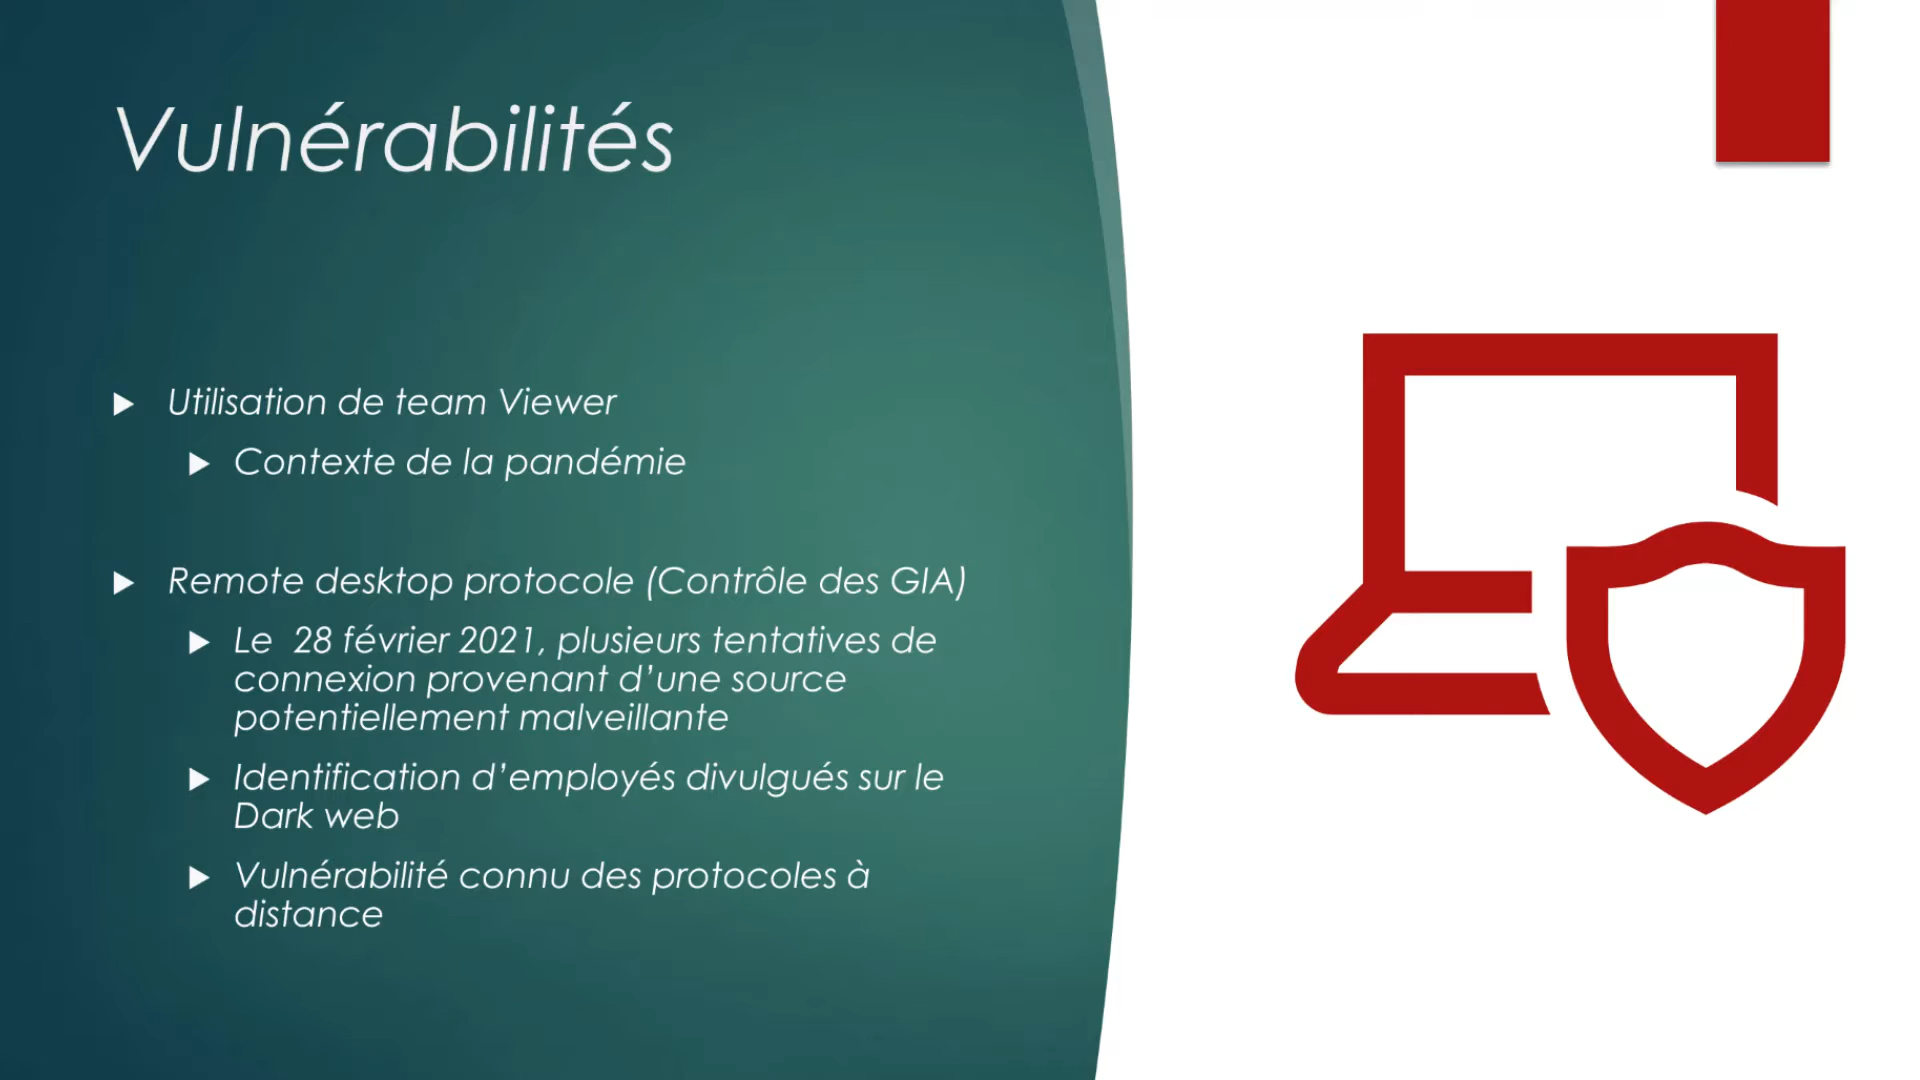 Vulnérabilités
Utilisation de team Viewer
Contexte de la pandémie
Remote desktop protocole (Contrôle des GIA)
Le  28 février 2021, plusieurs tentatives de
connexion provenant d’une source
potentiellement malveillante
Identification d’employés divulgués sur le
Dark web
Vulnérabilité connu des protocoles à
distance